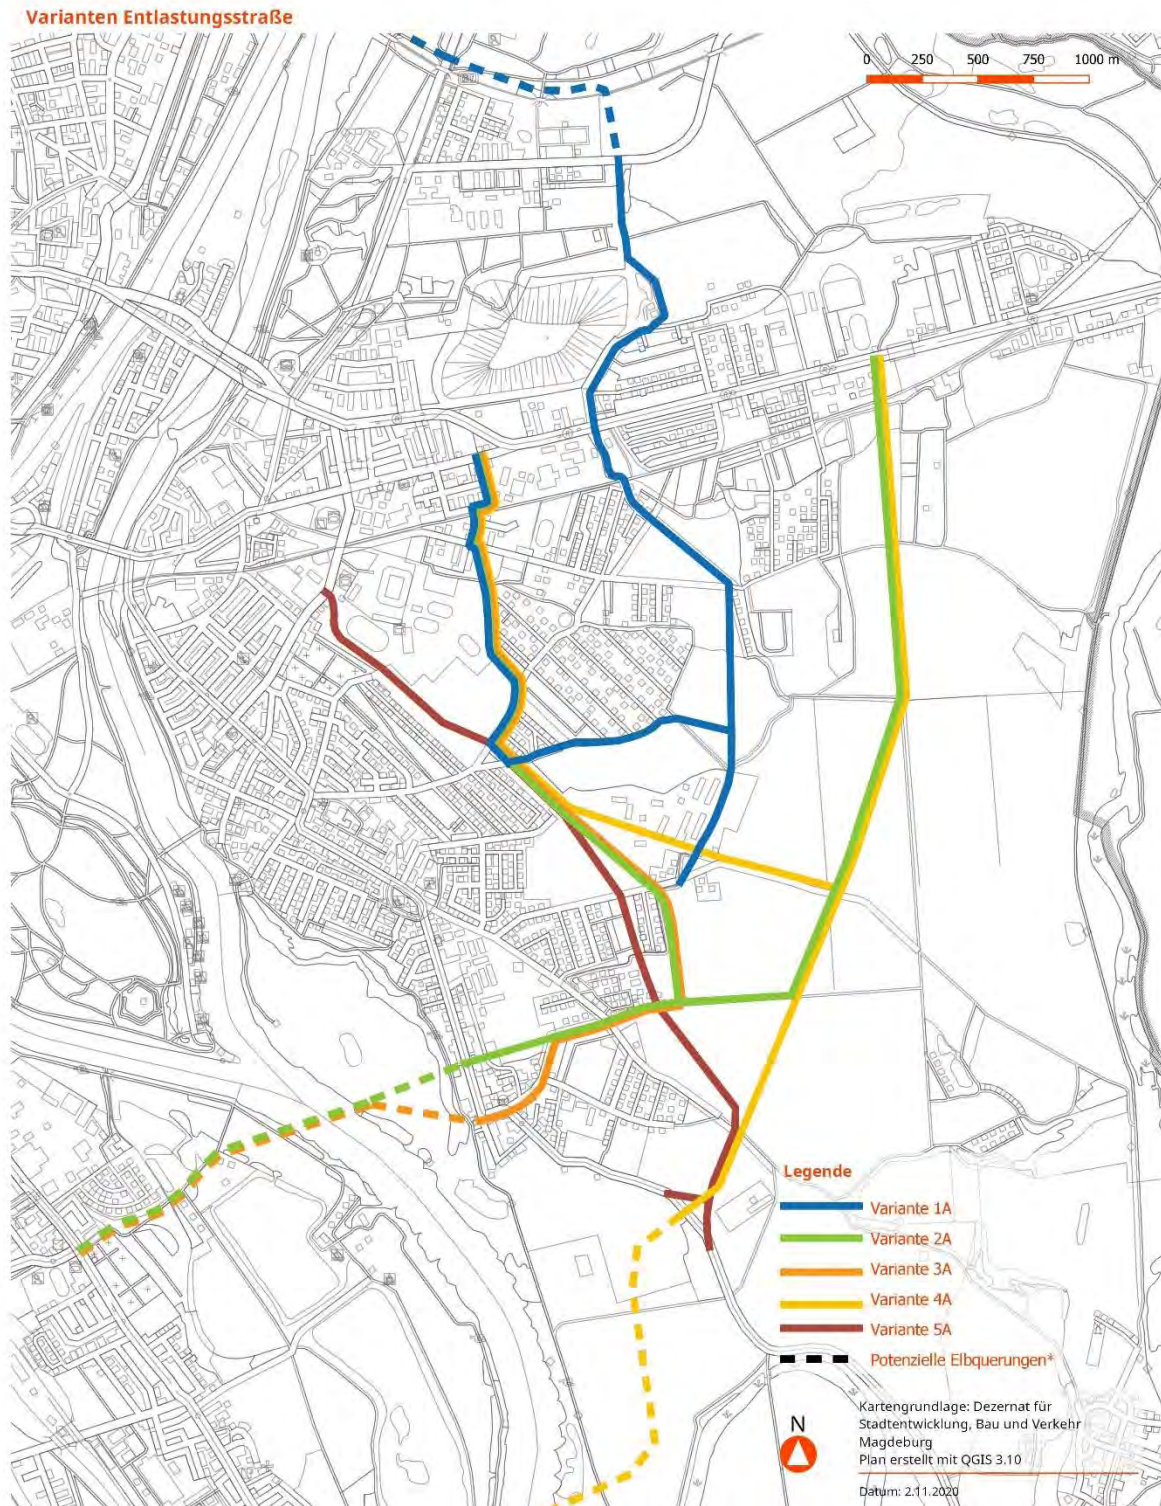 Varianten Entlastungsstraße
0 250 500 750 1000 m
Legende
Variante 1A
Variante 2A
Variante 3A
Variante 4A
Variante 5A
Potenzielle Elbquerungen*
N
Kartengrundlage: Dezernat für
Stadtentwicklung, Bau und Verkehr
Magdeburg
Plan erstellt mit QGIS 3.10
Datum: 2.11.2020